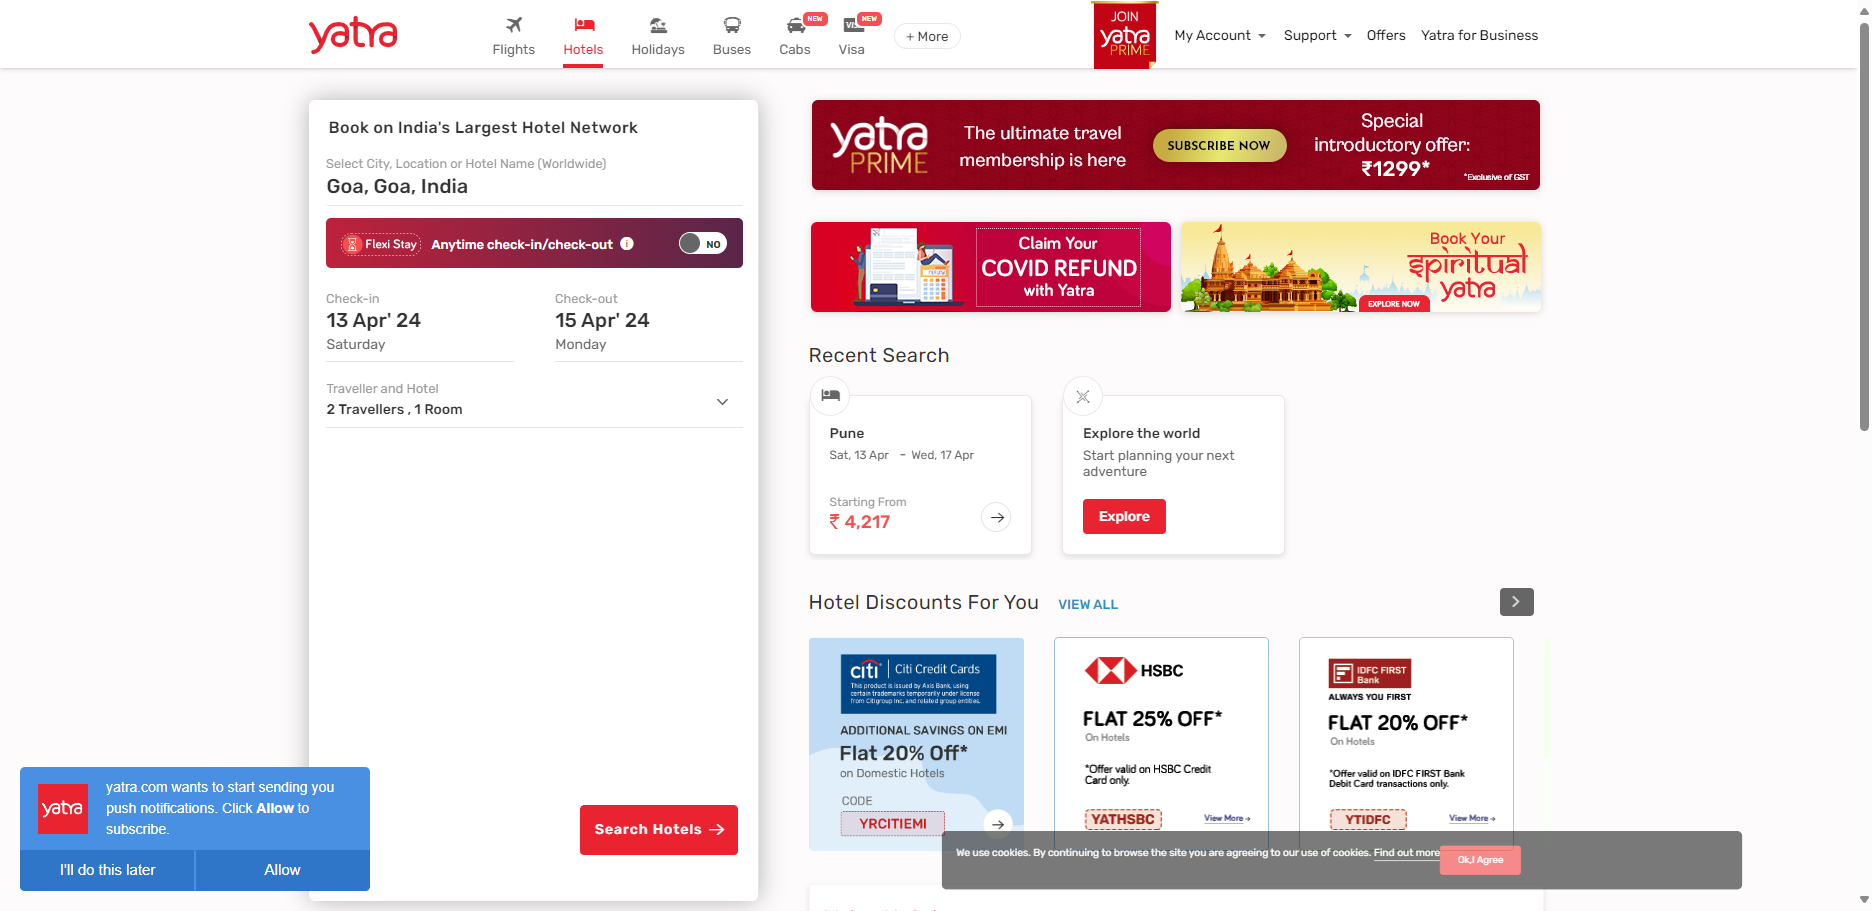 yatra
Flights
Hotels
Holidays
Buses
NEW
Cabs
NEW
Visa
+ More
JOIN
yatra
PRIME
My Account
Support
Offers
Yatra for Business
Book on India's Largest Hotel Network
Select City, Location or Hotel Name (Worldwide)
Goa, Goa, India
Flexi Stay
Anytime check-in/check-out
i
NO
Check-in
13 Apr' 24
Saturday
Check-out
15 Apr' 24
Monday
Traveller and Hotel
2 Travellers , 1 Room
Search Hotels
yatra
PRIME
The ultimate travel
membership is here
SUBSCRIBE NOW
Special
introductory offer:
₹1299*
*Exclusive of GST
Claim Your
COVID REFUND
with Yatra
Book Your
spiritual
yatra
EXPLORE NOW
Recent Search
Pune
Sat, 13 Apr - Wed, 17 Apr
Starting From
₹ 4,217
Explore the world
Start planning your next
adventure
Explore
Hotel Discounts For You
VIEW ALL
citi
Citi Credit Cards
This product is issued by Axis Bank, using
certain trademarks temporarily under license
from Citigroup Inc. and related group entities.
ADDITIONAL SAVINGS ON EMI
Flat 20% Off*
on Domestic Hotels
CODE
YRCITIEMI
HSBC
FLAT 25% OFF*
On Hotels
*Offer valid on HSBC Credit
Card only.
YATHSBC
View More
IDFC FIRST
Bank
ALWAYS YOU FIRST
FLAT 20% OFF*
On Hotels
*Offer valid on IDFC FIRST Bank
Debit Card transactions only.
YTIDFC
View More
yatra
yatra.com wants to start sending you
push notifications. Click Allow to
subscribe.
I'll do this later
Allow
We use cookies. By continuing to browse the site you are agreeing to our use of cookies. Find out more
Ok,I Agree